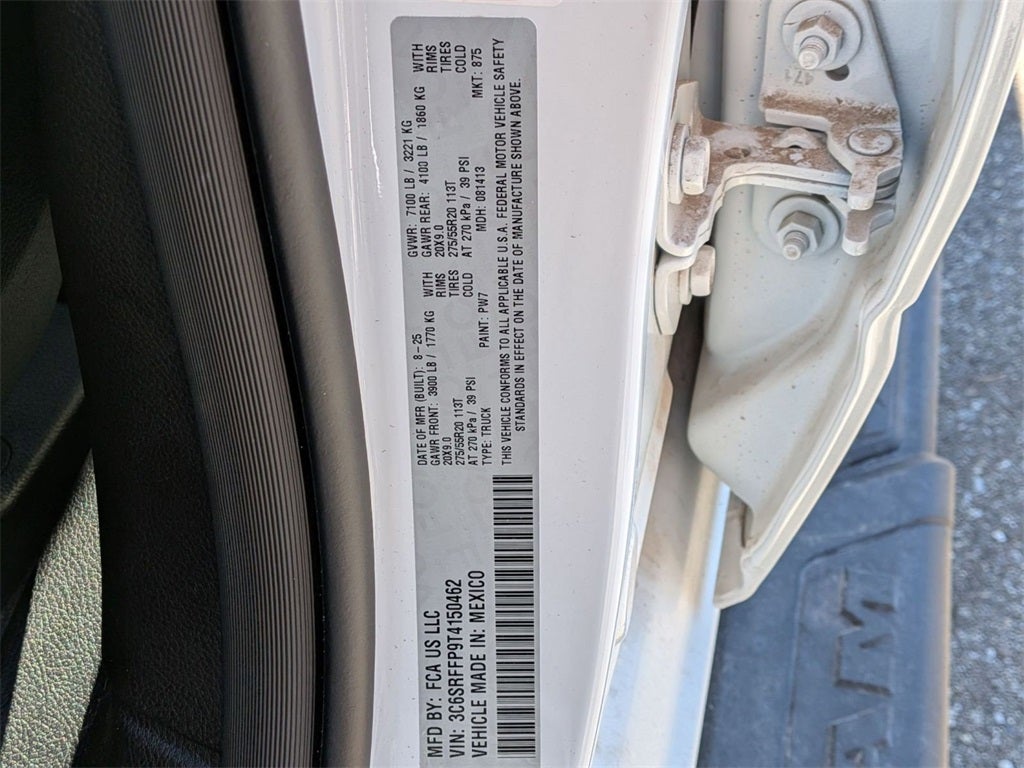 MFD BY: FCA US LLC
VIN: 3C6SRFFP9T4150462
VEHICLE MADE IN: MEXICO
DATE OF MFR (BUILT): 8-25 GVWR: 7100 LB / 3221 KG
GAWR FRONT: 3900 LB / 1770 KG WITH GAWR REAR: 4100 LB / 1860 KG WITH
20X9.0 RIMS 20X9.0 RIMS
275/55R20 113T TIRES 275/55R20 113T TIRES
AT 270 kPa / 39 PSI COLD AT 270 kPa / 39 PSI COLD
TYPE: TRUCK PAINT: PW7 MDH: 081413 MKT: 875
THIS VEHICLE CONFORMS TO ALL APPLICABLE U.S.A. FEDERAL MOTOR VEHICLE SAFETY
STANDARDS IN EFFECT ON THE DATE OF MANUFACTURE SHOWN ABOVE.
471